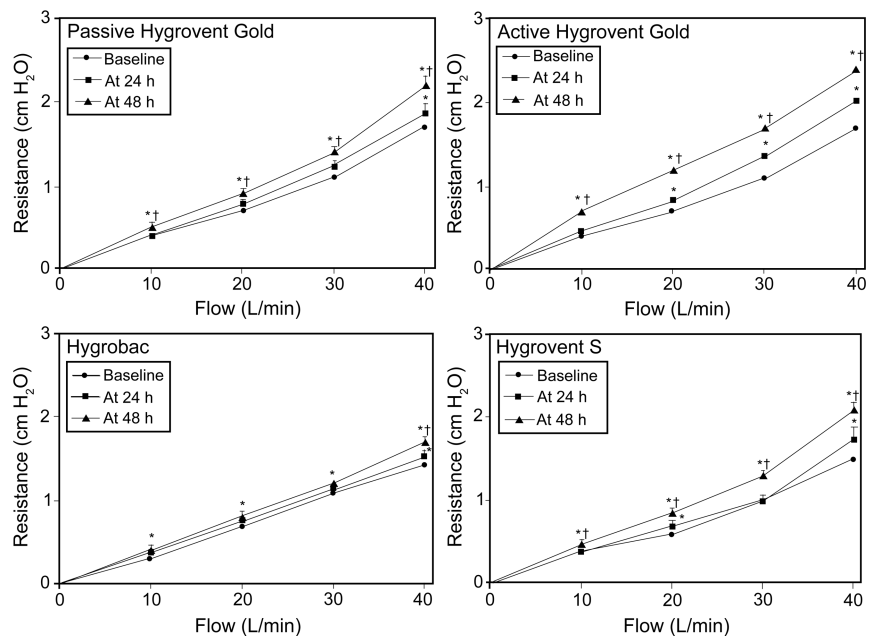 Passive Hygrovent Gold
Baseline
At 24 h
At 48 h
Resistance (cm H2O)
3
2
1
0
*†
*†
*†
*†
*
0 10 20 30 40
Flow (L/min)
Active Hygrovent Gold
Baseline
At 24 h
At 48 h
Resistance (cm H2O)
3
2
1
0
*†
*
*†
*
*†
*
*†
0 10 20 30 40
Flow (L/min)
Hygrobac
Baseline
At 24 h
At 48 h
Resistance (cm H2O)
3
2
1
0
*†
*
*
*
*
0 10 20 30 40
Flow (L/min)
Hygrovent S
Baseline
At 24 h
At 48 h
Resistance (cm H2O)
3
2
1
0
*†
*
*†
*†
*
*†
0 10 20 30 40
Flow (L/min)